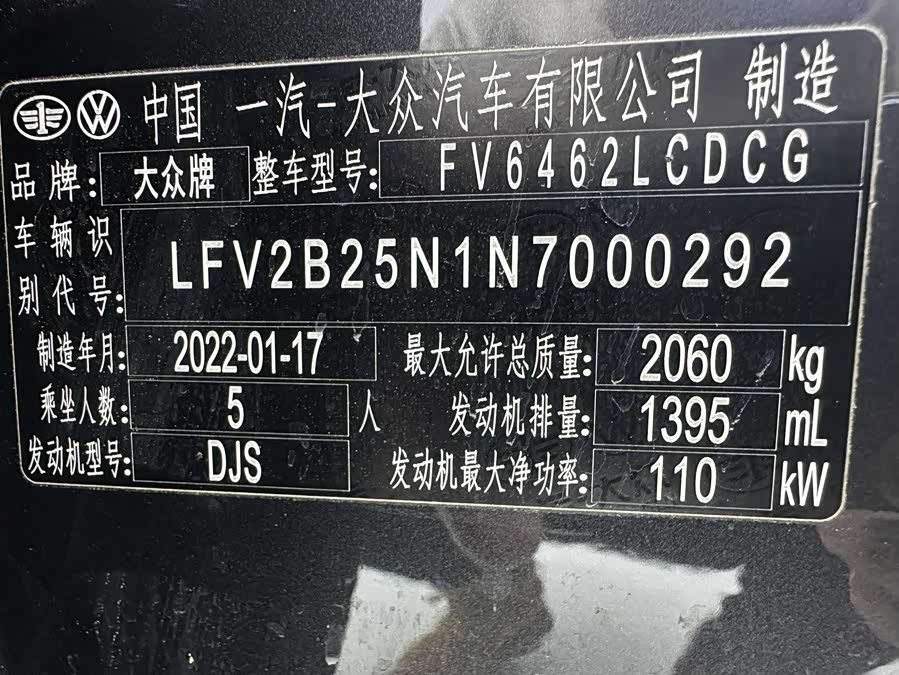 中国 一汽-大众汽车有限公司 制造
品牌: 大众牌 整车型号: FV6462LCDCG
车辆识别代号: LFV2B25N1N7000292
制造年月: 2022-01-17 最大允许总质量: 2060 kg
乘坐人数: 5 人 发动机排量: 1395 mL
发动机型号: DJS 发动机最大净功率: 110 kW